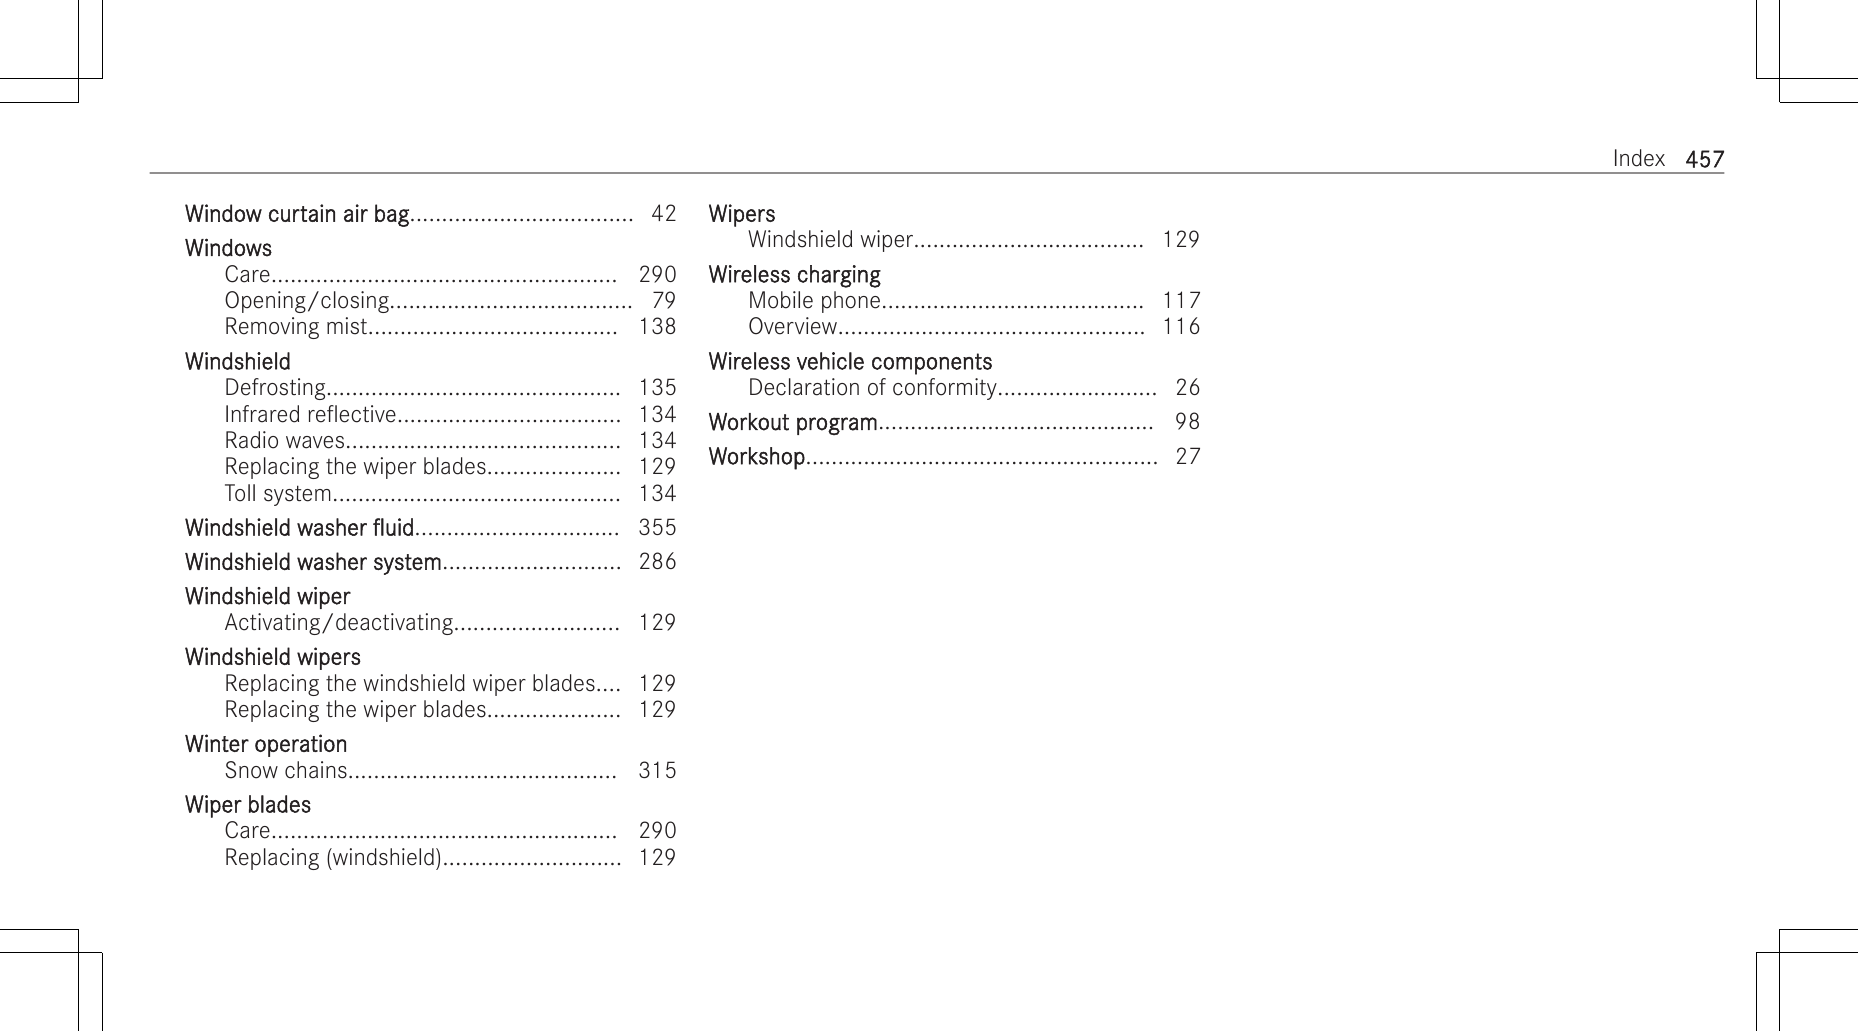 Index 457
Window curtain air bag................................... 42
Windows
Care...................................................... 290
Opening/closing...................................... 79
Removing mist....................................... 138
Windshield
Defrosting.............................................. 135
Infrared reflective................................... 134
Radio waves........................................... 134
Replacing the wiper blades..................... 129
Toll system............................................. 134
Windshield washer fluid................................ 355
Windshield washer system............................ 286
Windshield wiper
Activating/deactivating.......................... 129
Windshield wipers
Replacing the windshield wiper blades.... 129
Replacing the wiper blades..................... 129
Winter operation
Snow chains.......................................... 315
Wiper blades
Care...................................................... 290
Replacing (windshield)............................ 129
Wipers
Windshield wiper.................................... 129
Wireless charging
Mobile phone......................................... 117
Overview................................................ 116
Wireless vehicle components
Declaration of conformity......................... 26
Workout program........................................... 98
Workshop....................................................... 27